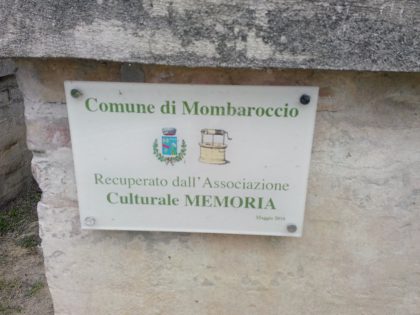 Comune di Mombaroccio
Recuperato dall'Associazione
Culturale MEMORIA
Maggio 2014